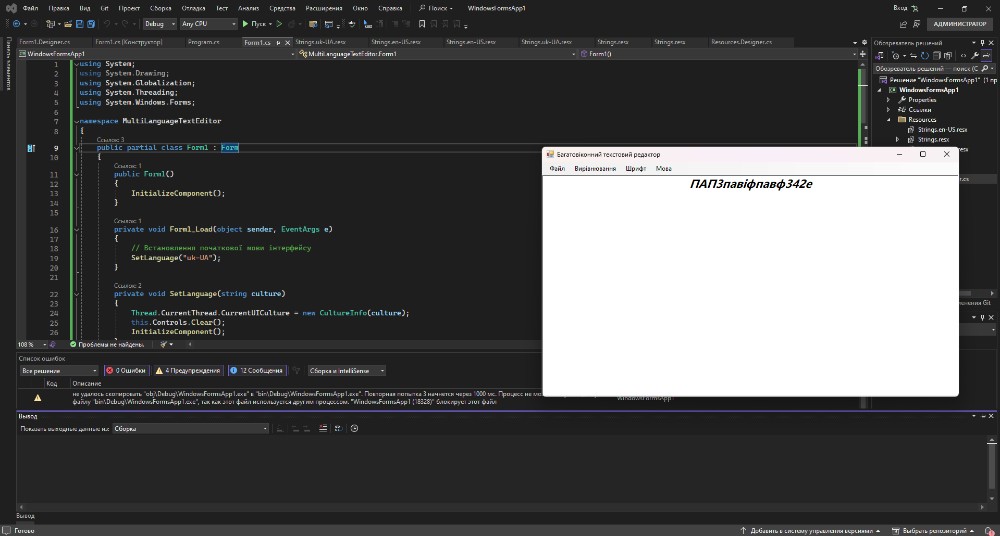 Файл Правка Вид Git Проект Сборка Отладка Тест Анализ Средства Расширения Окно Справка Поиск WindowsFormsApp1 Вход
Debug Any CPU Пуск АДМИНИСТРАТОР
Панель элементов
Form1.Designer.cs Form1.cs [Конструктор] Program.cs Form1.cs Strings.uk-UA.resx Strings.en-US.resx Strings.en-US.resx Strings.uk-UA.resx Strings.resx Strings.resx Resources.Designer.cs
WindowsFormsApp1 MultiLanguageTextEditor.Form1 Form1()
1 using System;
2 using System.Drawing;
3 using System.Globalization;
4 using System.Threading;
5 using System.Windows.Forms;
6
7 namespace MultiLanguageTextEditor
8 {
Ссылок: 3
9 public partial class Form1 : Form
10 {
Ссылок: 1
11 public Form1()
12 {
13 InitializeComponent();
14 }
15
Ссылок: 1
16 private void Form1_Load(object sender, EventArgs e)
17 {
18 // Встановлення початкової мови інтерфейсу
19 SetLanguage("uk-UA");
20 }
21
Ссылок: 2
22 private void SetLanguage(string culture)
23 {
24 Thread.CurrentThread.CurrentUICulture = new CultureInfo(culture);
25 this.Controls.Clear();
26 InitializeComponent();
108 % Проблемы не найдены.
Обозреватель решений
Обозреватель решений — поиск (С
Решение "WindowsFormsApp1" (1 пр
WindowsFormsApp1
Properties
Ссылки
Resources
Strings.en-US.resx
Strings.resx
esx
r.cs
менения Git
Багатовіконний текстовий редактор
Файл Вирівнювання Шрифт Мова
ПАПЗпавіфпавф342е
Список ошибок
Все решение 0 Ошибки 4 Предупреждения 12 Сообщения Сборка и IntelliSense
Код Описание
не удалось скопировать "obj\Debug\WindowsFormsApp1.exe" в "bin\Debug\WindowsFormsApp1.exe". Повторная попытка 3 начнется через 1000 мс. Процесс не мо
файлу "bin\Debug\WindowsFormsApp1.exe", так как этот файл используется другим процессом. "WindowsFormsApp1 (18328)" блокирует этот файл
WindowsFormsApp1
Вывод
Показать выходные данные из: Сборка
Вывод
Готово Добавить в систему управления версиями Выбрать репозиторий 1